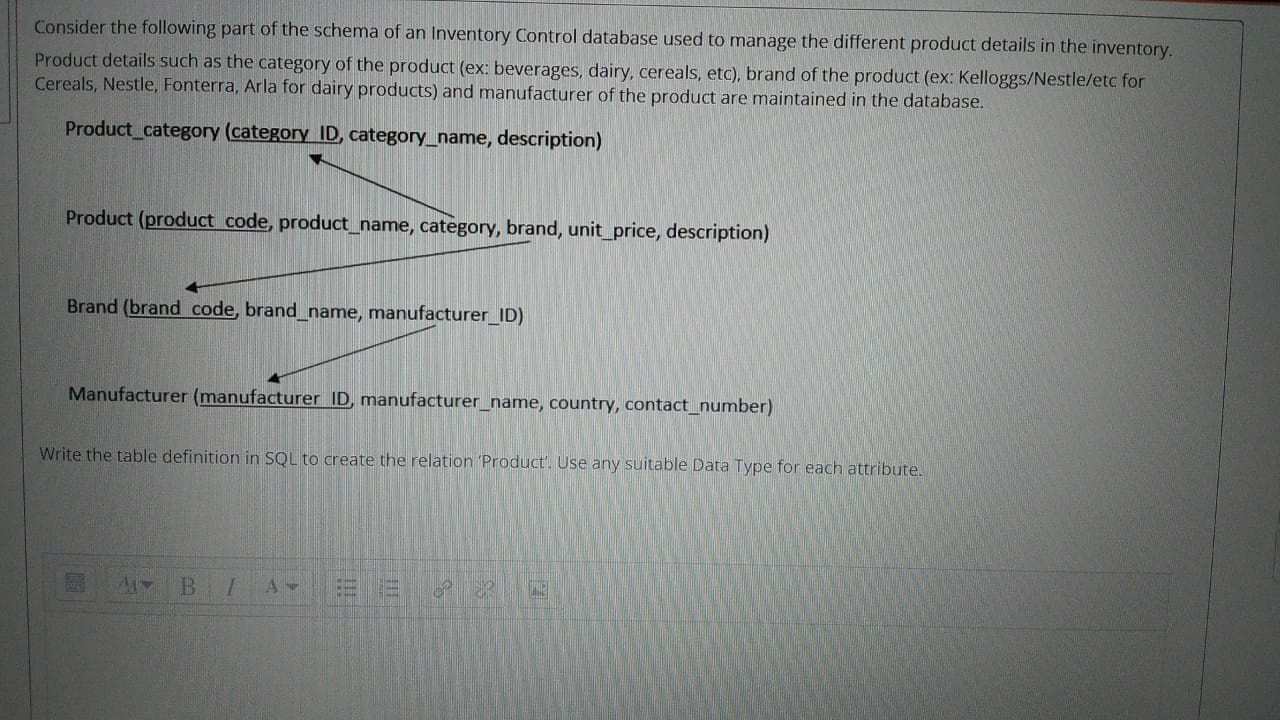 Consider the following part of the schema of an Inventory Control database used to manage the different product details in the inventory.
Product details such as the category of the product (ex: beverages, dairy, cereals, etc), brand of the product (ex: Kelloggs/Nestle/etc for
Cereals, Nestle, Fonterra, Arla for dairy products) and manufacturer of the product are maintained in the database.
Product_category (category_ID, category_name, description)
Product (product_code, product_name, category, brand, unit_price, description)
Brand (brand_code, brand_name, manufacturer_ID)
Manufacturer (manufacturer_ID, manufacturer_name, country, contact_number)
Write the table definition in SQL to create the relation 'Product'. Use any suitable Data Type for each attribute.
B I A